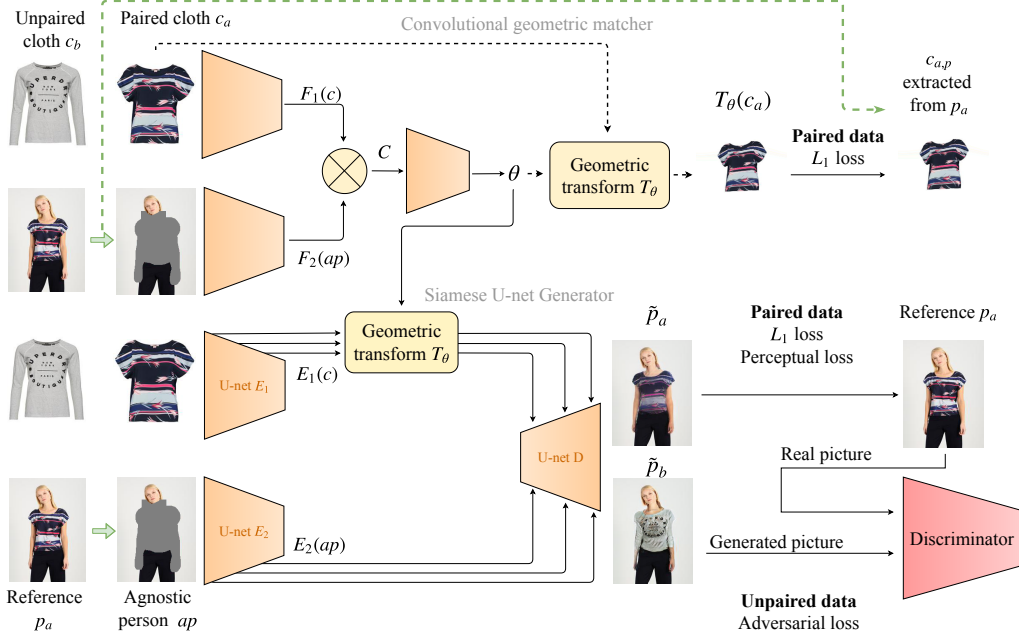 Unpaired
cloth c_b
Paired cloth c_a
Convolutional geometric matcher
F_1(c)
C
θ
Geometric
transform T_θ
T_θ(c_a)
Paired data
L_1 loss
c_{a,p}
extracted
from p_a
F_2(ap)
Siamese U-net Generator
Geometric
transform T_θ
U-net E_1
E_1(c)
U-net D
p̃_a
Paired data
L_1 loss
Perceptual loss
Reference p_a
p̃_b
Real picture
U-net E_2
E_2(ap)
Generated picture
Discriminator
Reference
p_a
Agnostic
person ap
Unpaired data
Adversarial loss